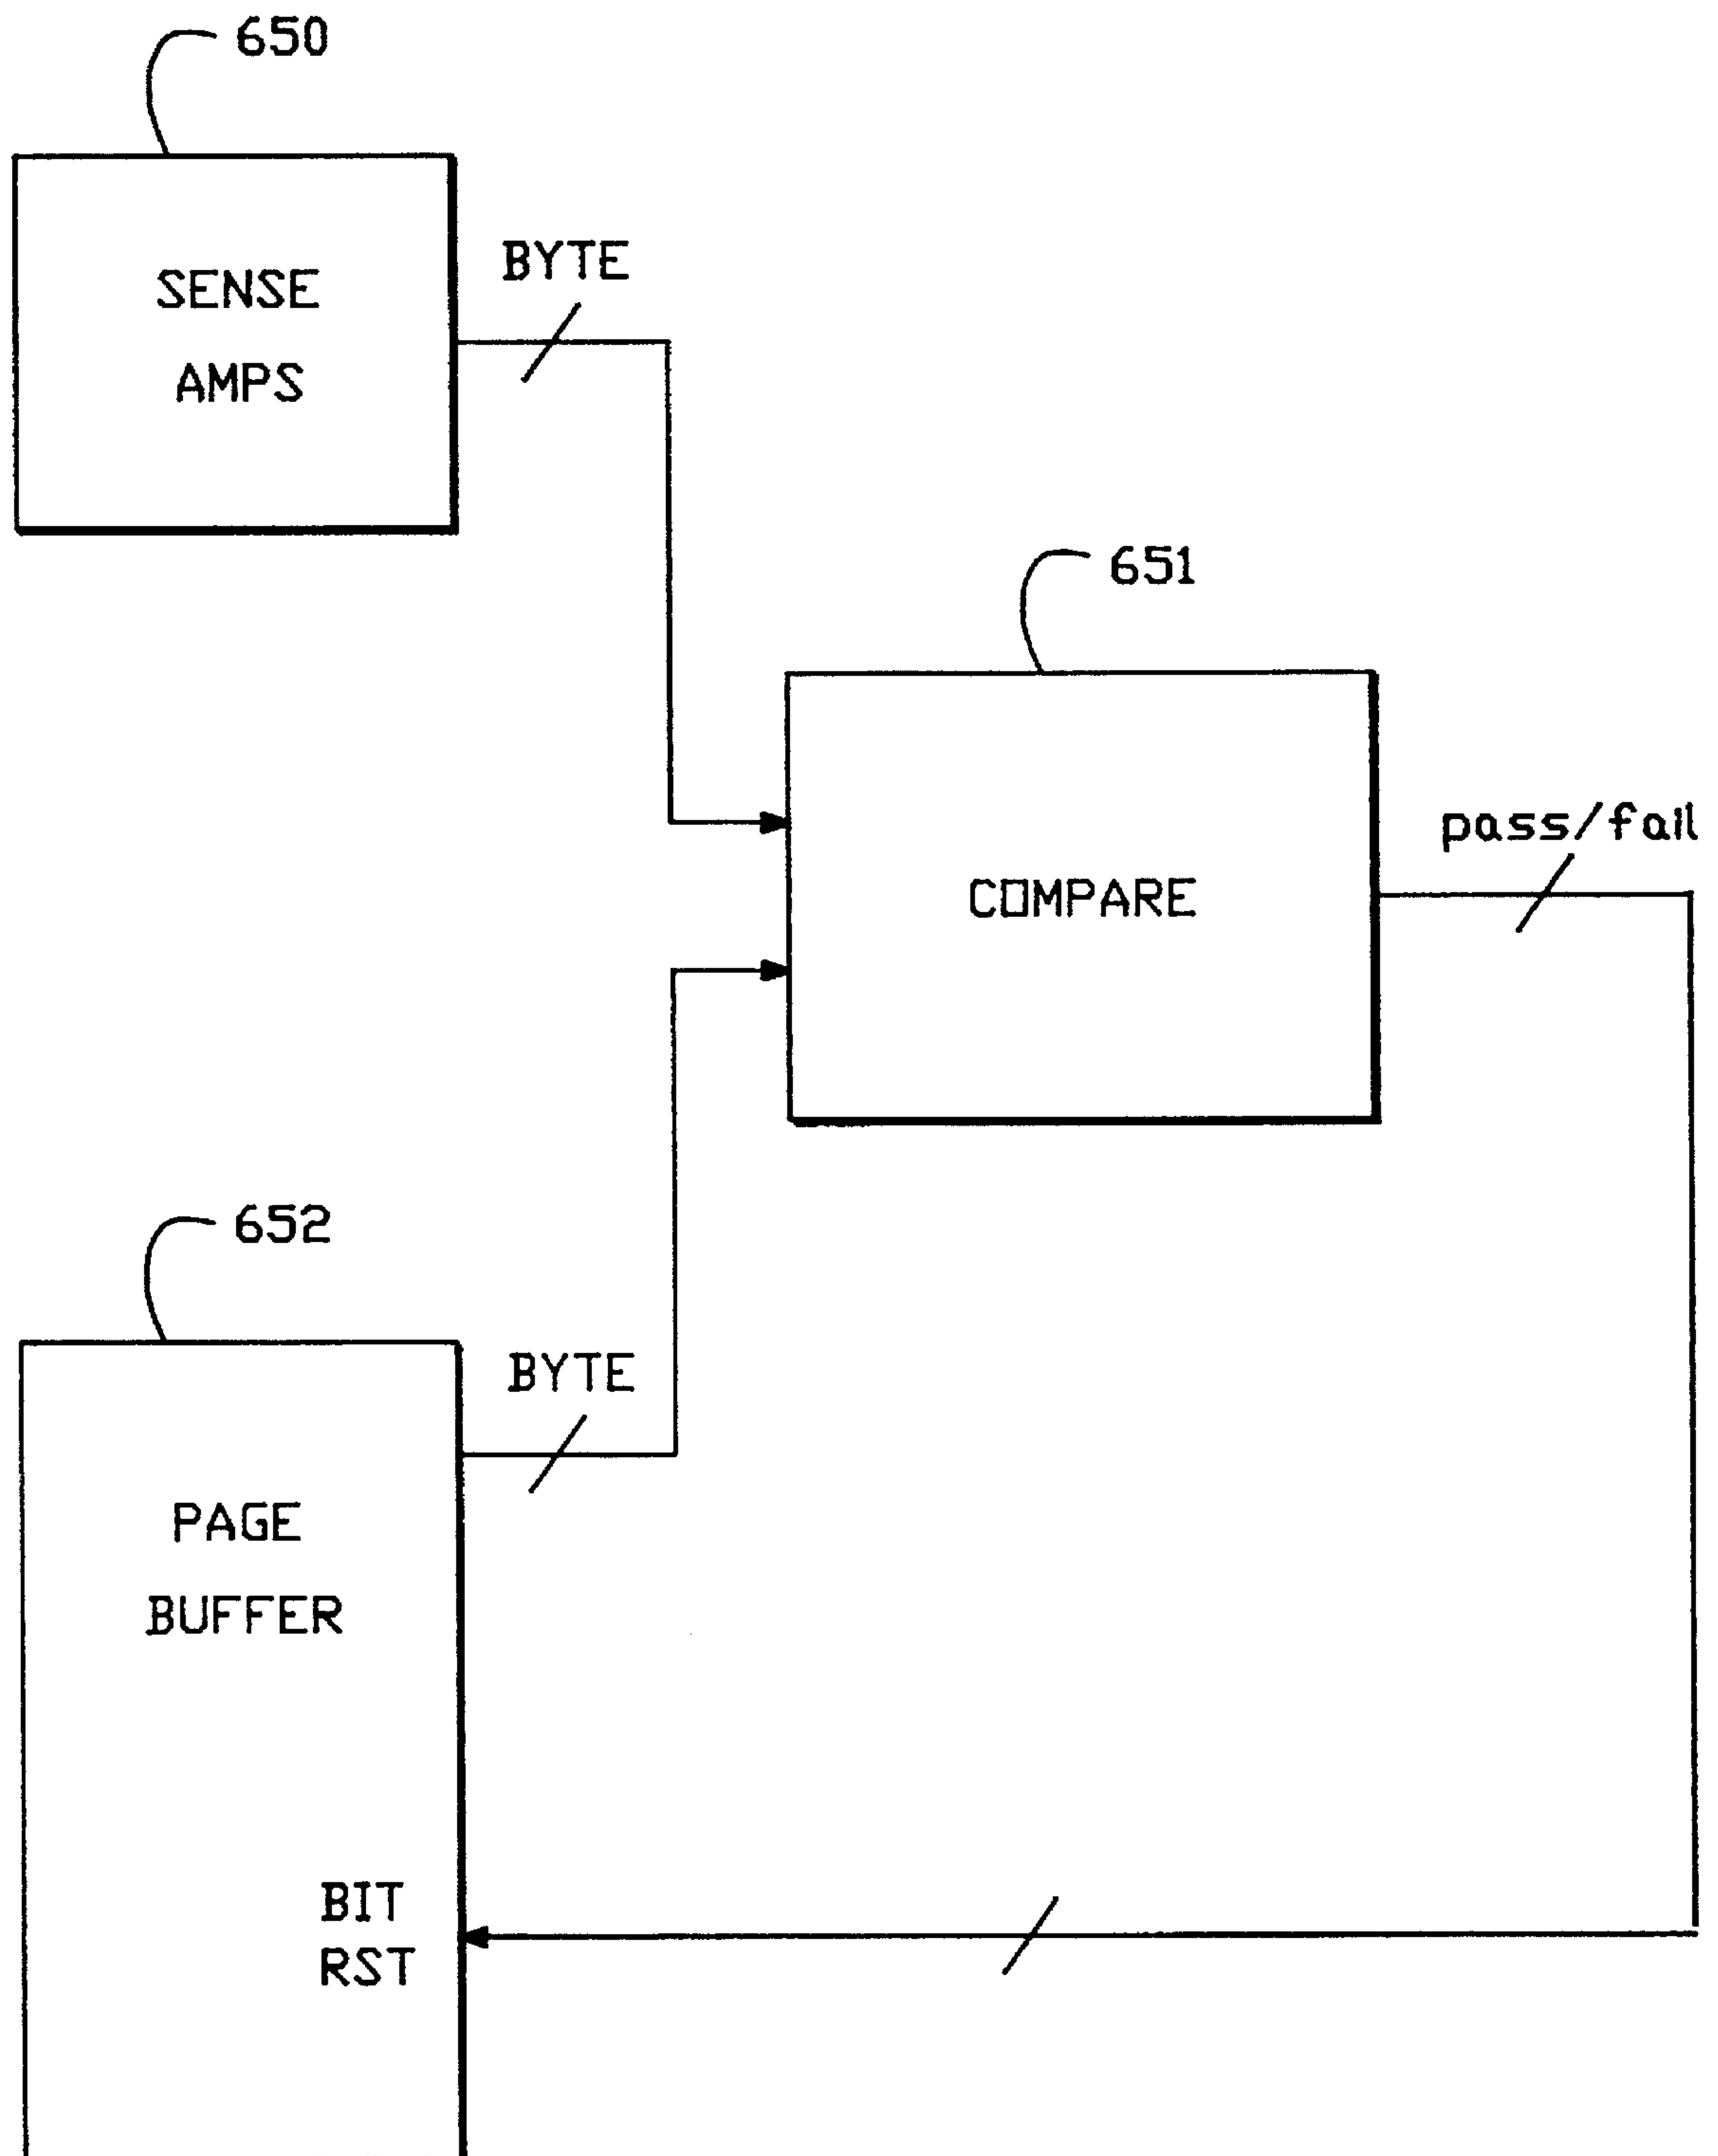 650
SENSE
AMPS
BYTE
651
COMPARE
pass/fail
652
BYTE
PAGE
BUFFER
BIT
RST